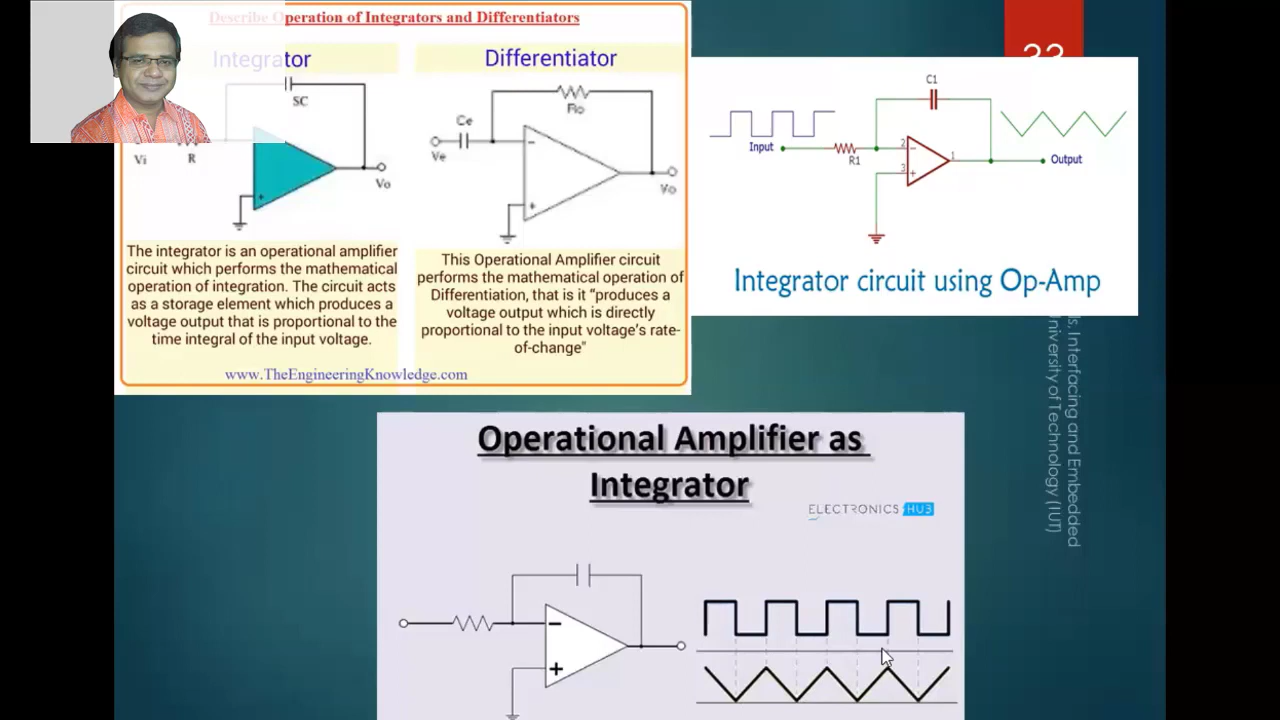 Describe Operation of Integrators and Differentiators
Integrator
SC
Vi
R
Vo
The integrator is an operational amplifier
circuit which performs the mathematical
operation of integration. The circuit acts
as a storage element which produces a
voltage output that is proportional to the
time integral of the input voltage.
Differentiator
Ce
Ro
Ve
Vo
This Operational Amplifier circuit
performs the mathematical operation of
Differentiation, that is it “produces a
voltage output which is directly
proportional to the input voltage’s rate-
of-change”
www.TheEngineeringKnowledge.com
C1
Input
R1
2
3
1
Output
Integrator circuit using Op-Amp
Interfacing and Embedded
University of Technology (IUT)
Operational Amplifier as
Integrator
ELECTRONICS HUB